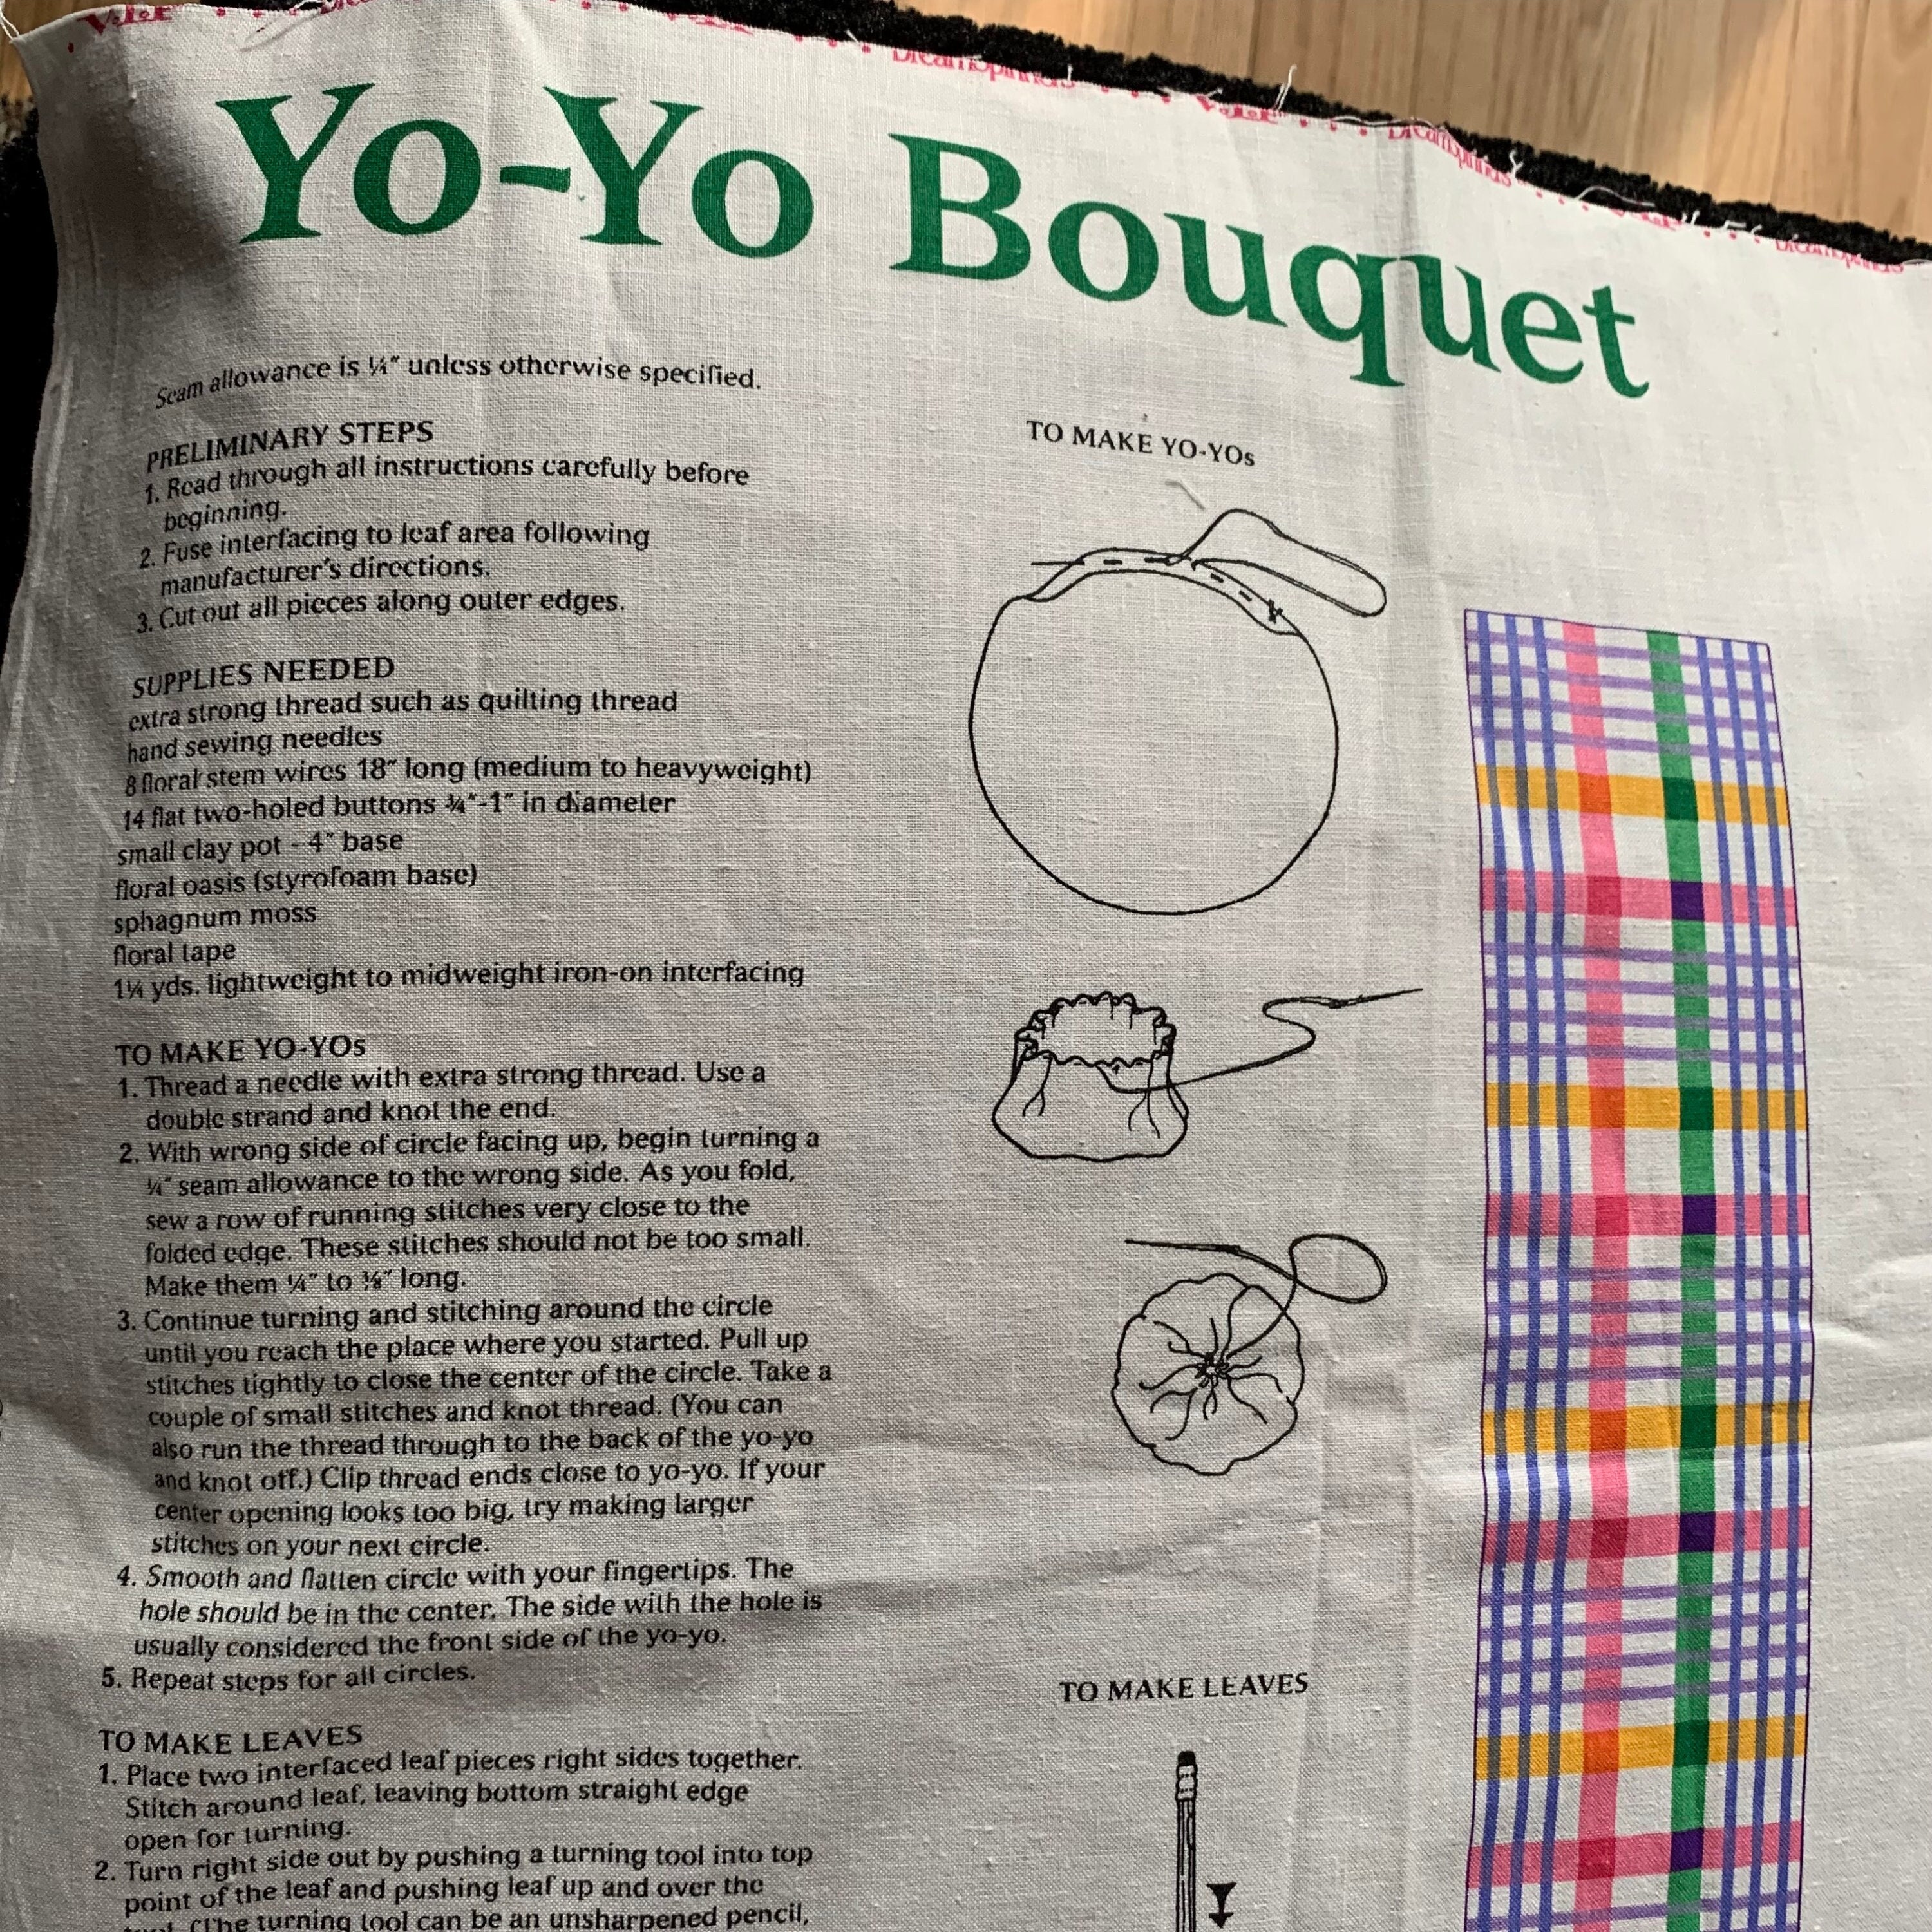 V.I.P. Dreamspinners V.I.P. Dreamspinners Dreamspinners
Yo-Yo Bouquet
Seam allowance is ¼" unless otherwise specified.
PRELIMINARY STEPS
1. Read through all instructions carefully before
beginning.
2. Fuse interfacing to leaf area following
manufacturer's directions.
3. Cut out all pieces along outer edges.
SUPPLIES NEEDED
extra strong thread such as quilting thread
hand sewing needles
8 floral stem wires 18" long (medium to heavyweight)
14 flat two-holed buttons ¾"-1" in diameter
small clay pot - 4" base
floral oasis (styrofoam base)
sphagnum moss
floral tape
1¼ yds. lightweight to midweight iron-on interfacing
TO MAKE YO-YOs
1. Thread a needle with extra strong thread. Use a
double strand and knot the end.
2. With wrong side of circle facing up, begin turning a
¼" seam allowance to the wrong side. As you fold,
sew a row of running stitches very close to the
folded edge. These stitches should not be too small.
Make them ¼" to long.
3. Continue turning and stitching around the circle
until you reach the place where you started. Pull up
stitches tightly to close the center of the circle. Take a
couple of small stitches and knot thread. (You can
also run the thread through to the back of the yo-yo
and knot off.) Clip thread ends close to yo-yo. If your
center opening looks too big, try making larger
stitches on your next circle.
4. Smooth and flatten circle with your fingertips. The
hole should be in the center. The side with the hole is
usually considered the front side of the yo-yo.
5. Repeat steps for all circles.
TO MAKE LEAVES
1. Place two interfaced leaf pieces right sides together.
Stitch around leaf, leaving bottom straight edge
open for turning.
2. Turn right side out by pushing a turning tool into top
point of the leaf and pushing leaf up and over the
tool. (The turning tool can be an unsharpened pencil,
TO MAKE YO-YOs
TO MAKE LEAVES